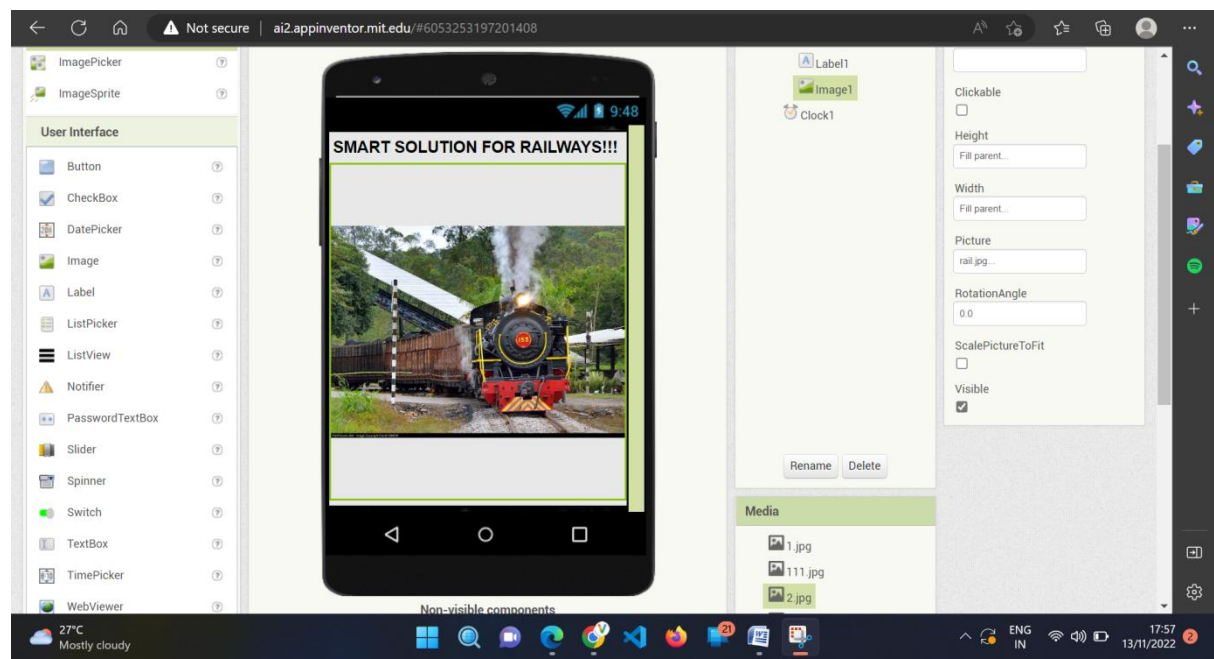 Not secure
ai2.appinventor.mit.edu/#6053253197201408
ImagePicker
ImageSprite
User Interface
Button
CheckBox
DatePicker
Image
Label
ListPicker
ListView
Notifier
PasswordTextBox
Slider
Spinner
Switch
TextBox
TimePicker
WebViewer
9:48
SMART SOLUTION FOR RAILWAYS!!!
153
Non-visible components
Label1
Image1
Clock1
Rename Delete
Media
1.jpg
111.jpg
2.jpg
Clickable
Height
Fill parent...
Width
Fill parent...
Picture
rail.jpg...
RotationAngle
0.0
ScalePictureToFit
Visible
27°C
Mostly cloudy
21
ENG
IN
17:57
13/11/2022
2